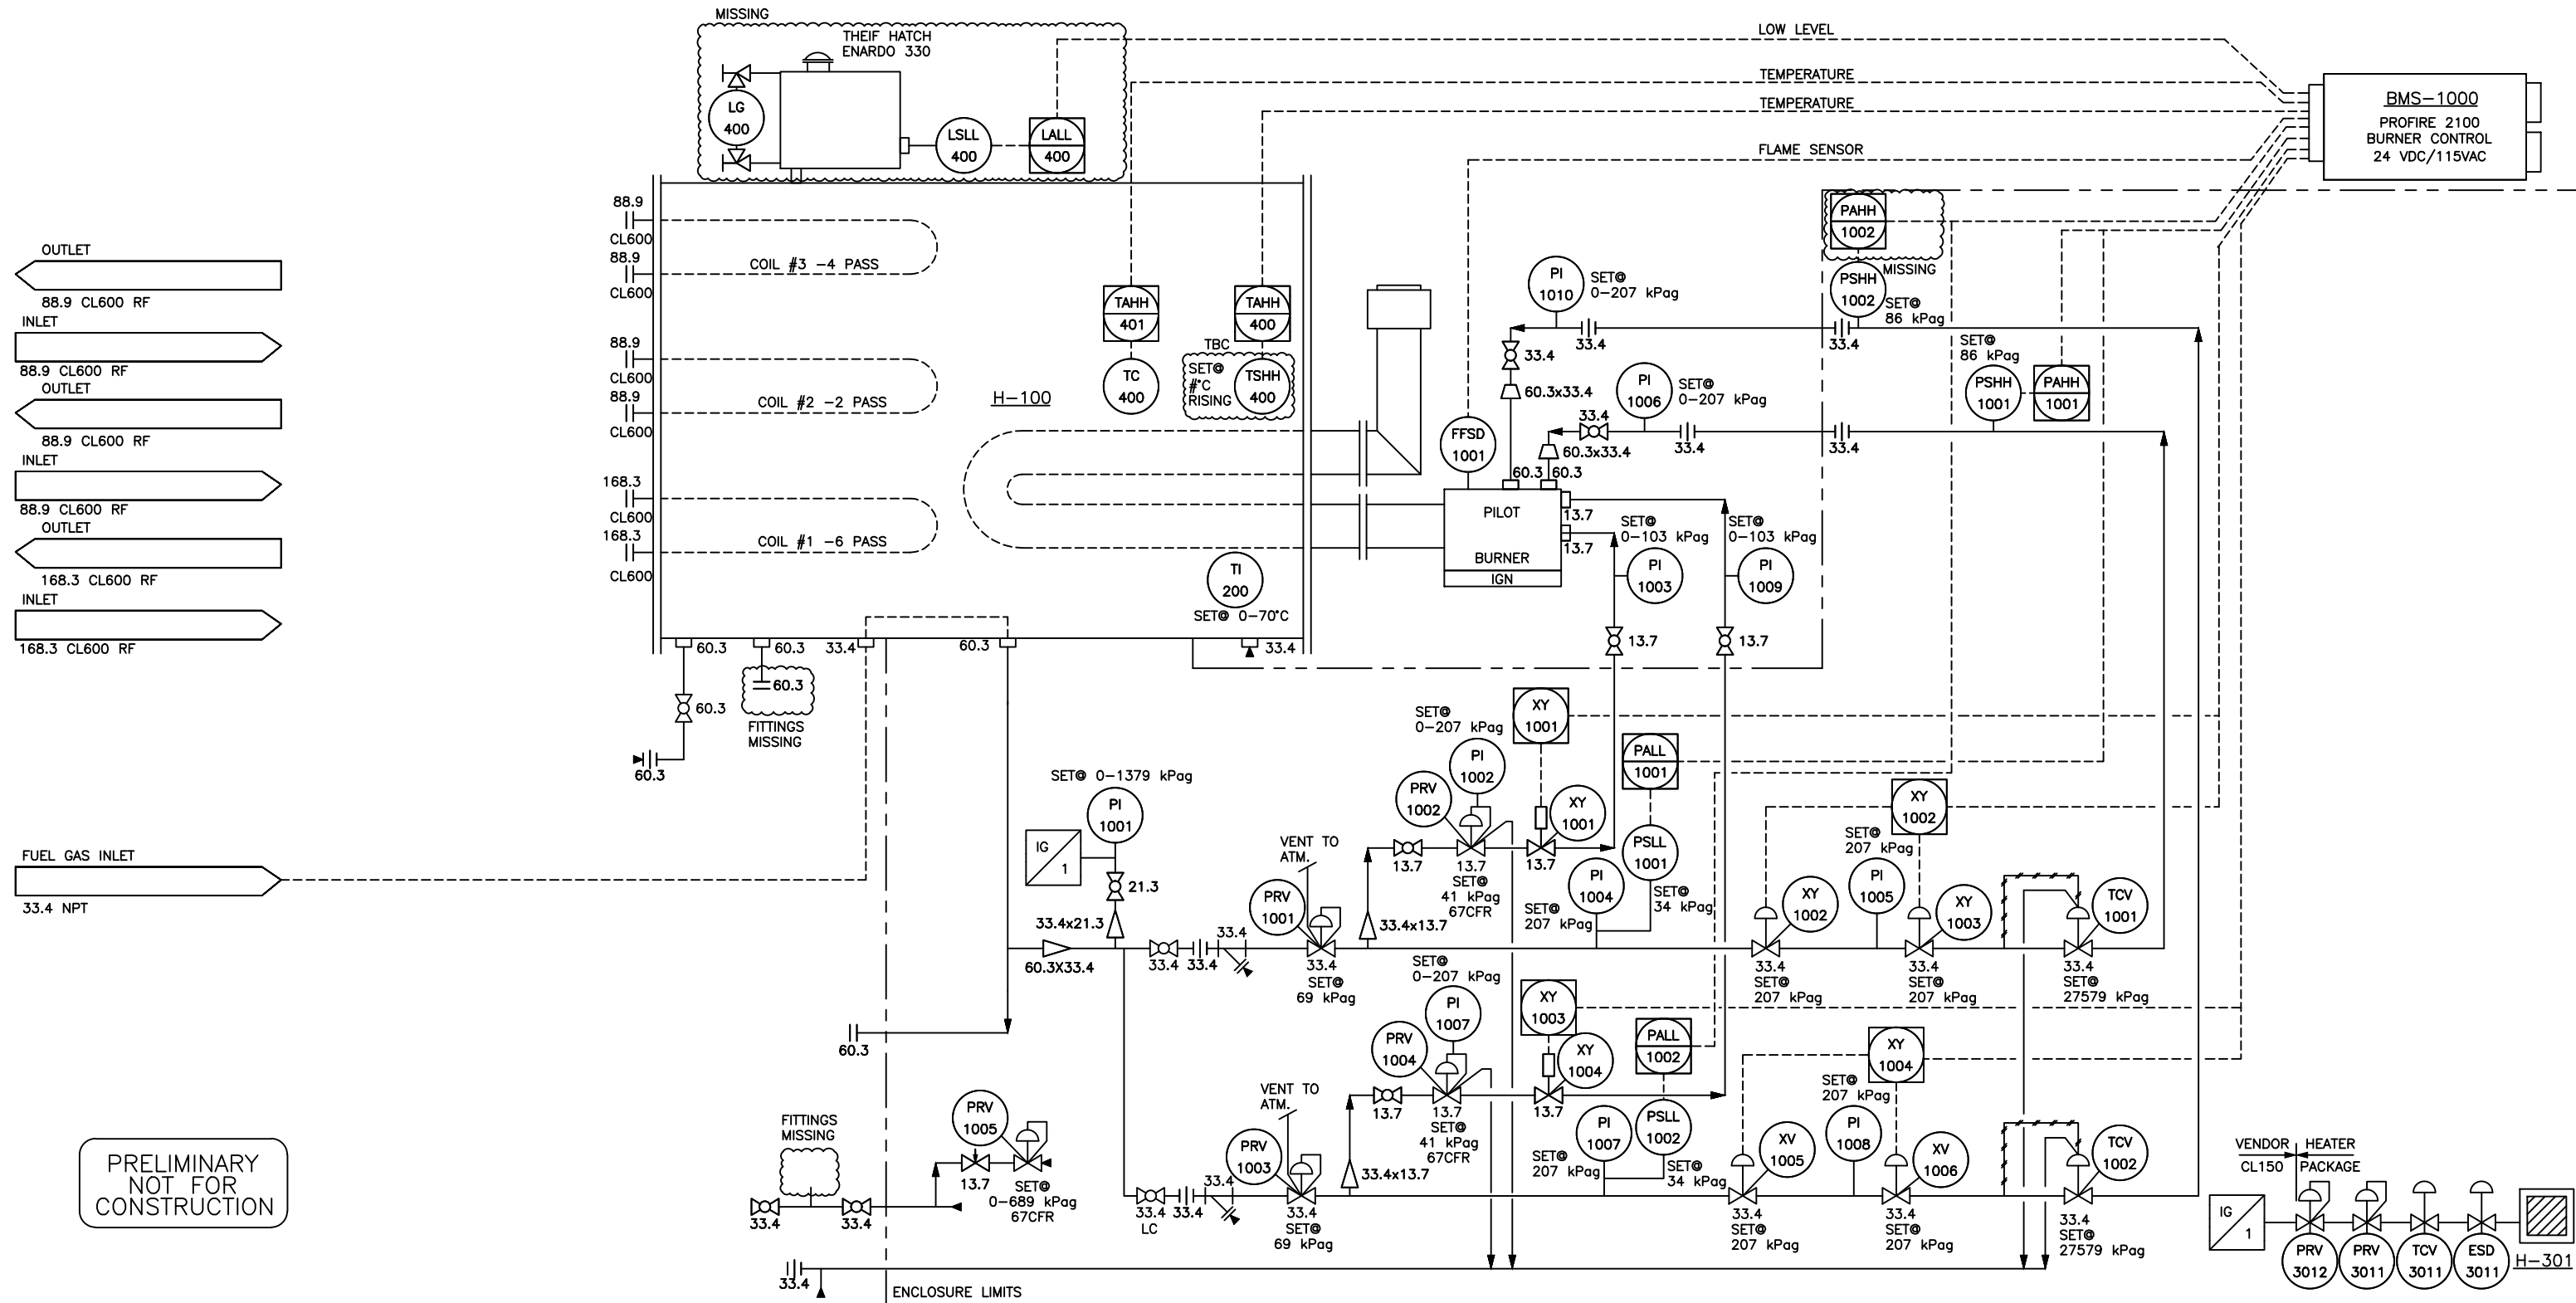 MISSING
THEIF HATCH
ENARDO 330
LG
400
LSLL
400
LALL
400
LOW LEVEL
TEMPERATURE
TEMPERATURE
FLAME SENSOR
BMS-1000
PROFIRE 2100
BURNER CONTROL
24 VDC/115VAC
OUTLET
88.9 CL600 RF
INLET
88.9 CL600 RF
OUTLET
88.9 CL600 RF
INLET
88.9 CL600 RF
OUTLET
168.3 CL600 RF
INLET
168.3 CL600 RF
FUEL GAS INLET
33.4 NPT
88.9
CL600
88.9
CL600
COIL #3 -4 PASS
88.9
CL600
88.9
CL600
COIL #2 -2 PASS
168.3
CL600
168.3
CL600
COIL #1 -6 PASS
H-100
TAHH
401
TC
400
TAHH
400
TBC
SET@
#°C
RISING
TSHH
400
TI
200
SET@ 0-70°C
PAHH
1002
MISSING
PSHH
1002
SET@
86 kPag
PI
1010
SET@
0-207 kPag
33.4
33.4
33.4
60.3x33.4
SET@
86 kPag
PSHH
1001
PAHH
1001
PI
1006
SET@
0-207 kPag
33.4
60.3x33.4
33.4
33.4
FFSD
1001
60.3
60.3
PILOT
BURNER
IGN
13.7
13.7
SET@
0-103 kPag
PI
1003
SET@
0-103 kPag
PI
1009
13.7
13.7
60.3
60.3
33.4
60.3
33.4
60.3
60.3
60.3
FITTINGS
MISSING
SET@ 0-1379 kPag
PI
1001
IG
1
21.3
33.4x21.3
60.3X33.4
33.4
33.4
33.4
VENT TO
ATM.
PRV
1001
33.4
SET@
69 kPag
33.4x13.7
SET@
0-207 kPag
PI
1002
PRV
1002
13.7
13.7
SET@
41 kPag
67CFR
XY
1001
XY
1001
13.7
PALL
1001
PSLL
1001
SET@
34 kPag
PI
1004
SET@
207 kPag
XY
1002
XY
1002
33.4
SET@
207 kPag
SET@
207 kPag
PI
1005
XY
1003
33.4
SET@
207 kPag
TCV
1001
33.4
SET@
27579 kPag
60.3
SET@
0-207 kPag
PI
1007
PRV
1004
13.7
13.7
SET@
41 kPag
67CFR
XY
1003
XY
1004
13.7
PALL
1002
PSLL
1002
SET@
34 kPag
PI
1007
SET@
207 kPag
VENT TO
ATM.
PRV
1003
33.4
SET@
69 kPag
33.4x13.7
33.4
LC
33.4
33.4
XY
1004
XV
1005
33.4
SET@
207 kPag
SET@
207 kPag
PI
1008
XV
1006
33.4
SET@
207 kPag
TCV
1002
33.4
SET@
27579 kPag
FITTINGS
MISSING
33.4
33.4
PRV
1005
13.7
SET@
0-689 kPag
67CFR
33.4
ENCLOSURE LIMITS
PRELIMINARY
NOT FOR
CONSTRUCTION
VENDOR
HEATER
CL150
PACKAGE
IG
1
PRV
3012
PRV
3011
TCV
3011
ESD
3011
H-301